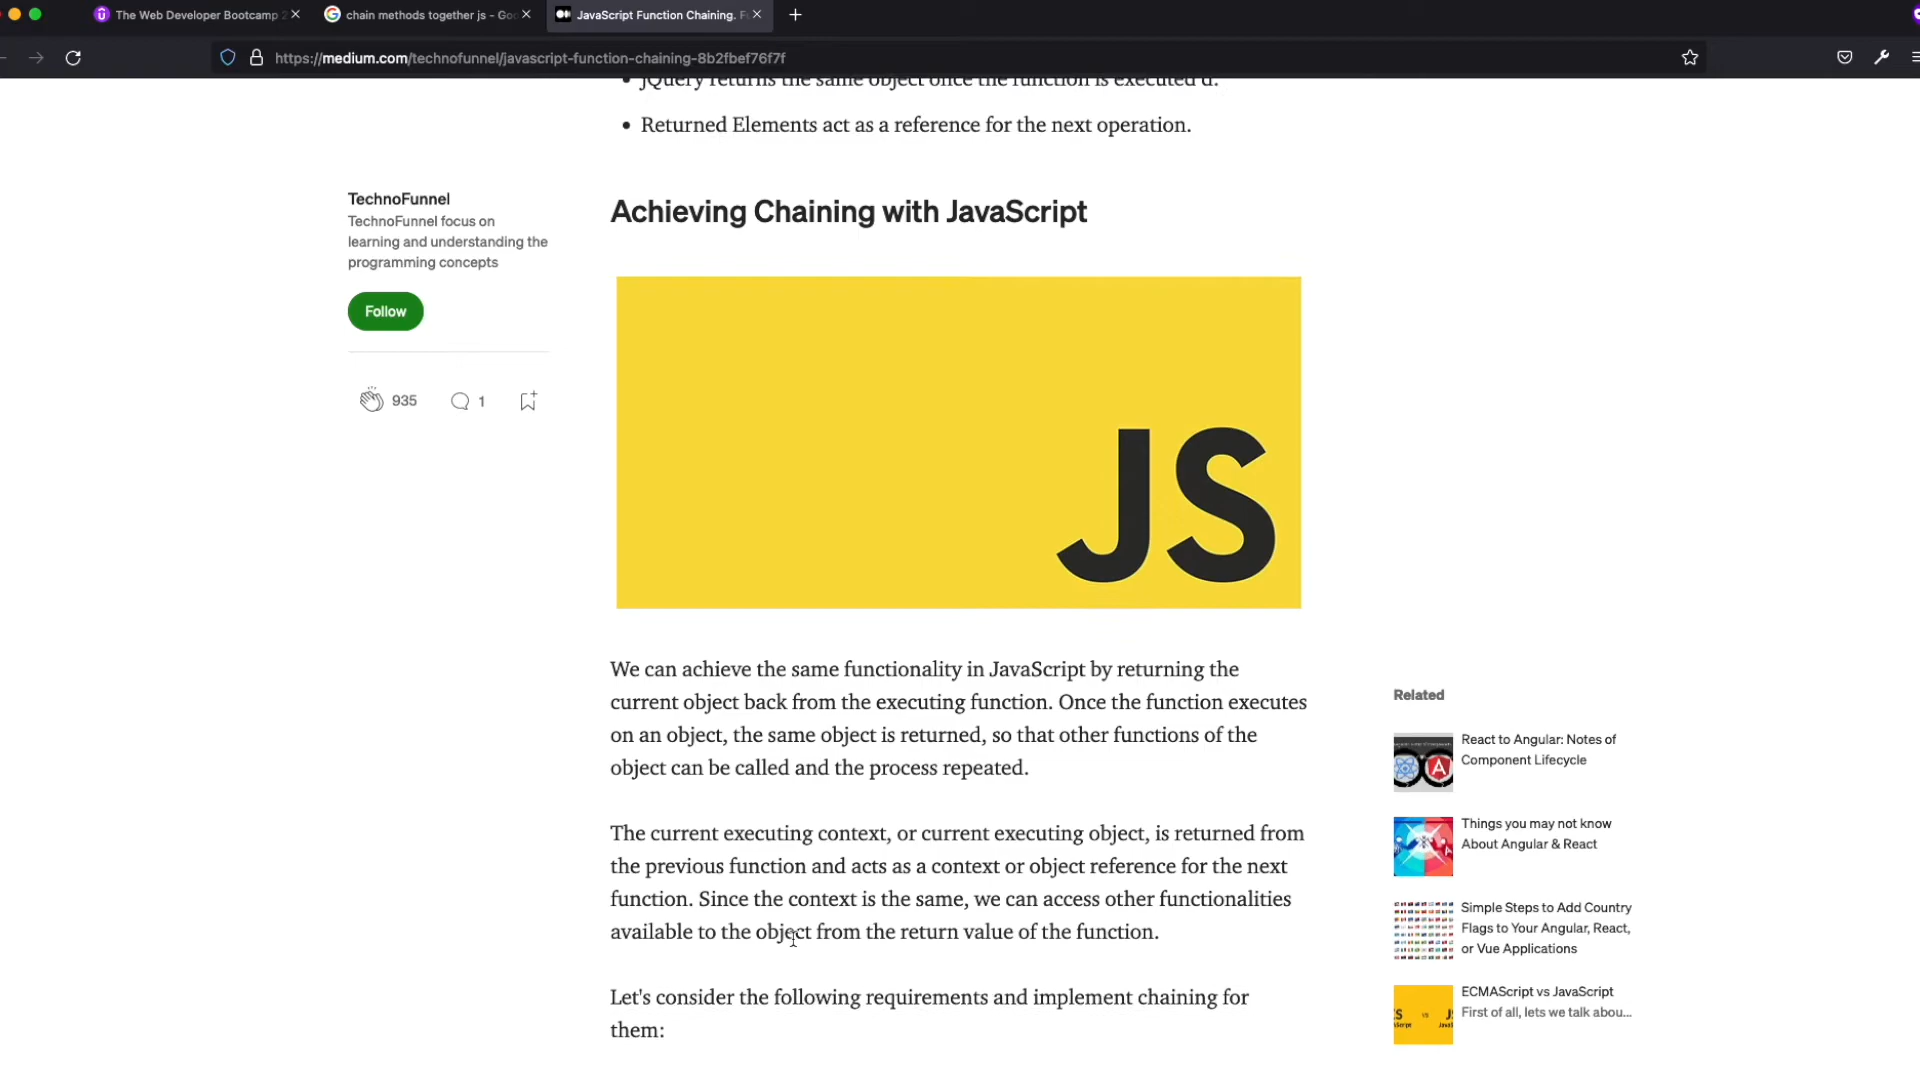 The Web Developer Bootcamp 2
chain methods together js - Goo
JavaScript Function Chaining. F
https://medium.com/technofunnel/javascript-function-chaining-8b2fbef76f7f
jQuery returns the same object once the function is executed d.
Returned Elements act as a reference for the next operation.
TechnoFunnel
TechnoFunnel focus on
learning and understanding the
programming concepts
Follow
935
1
Achieving Chaining with JavaScript
JS
We can achieve the same functionality in JavaScript by returning the
current object back from the executing function. Once the function executes
on an object, the same object is returned, so that other functions of the
object can be called and the process repeated.
The current executing context, or current executing object, is returned from
the previous function and acts as a context or object reference for the next
function. Since the context is the same, we can access other functionalities
available to the object from the return value of the function.
Let's consider the following requirements and implement chaining for
them:
Related
React to Angular: Notes of
Component Lifecycle
Things you may not know
About Angular & React
Simple Steps to Add Country
Flags to Your Angular, React,
or Vue Applications
ECMAScript vs JavaScript
First of all, lets we talk abou...